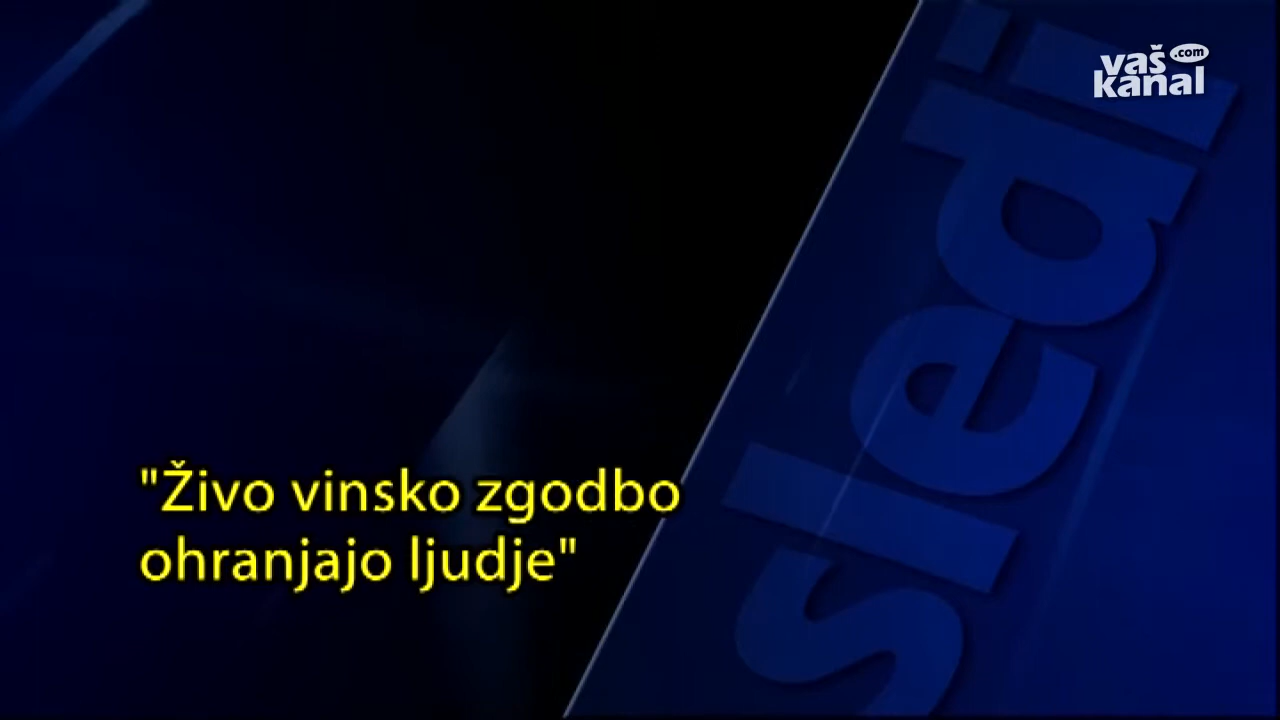 vaš .com
kanal
sledi
"Živo vinsko zgodbo
ohranjajo ljudje"